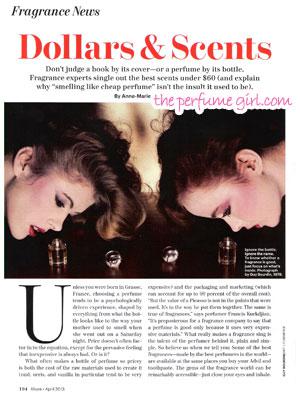 Fragrance News
Dollars & Scents
Don't judge a book by its cover—or a perfume by its bottle.
Fragrance experts single out the best scents under $60 (and explain
why "smelling like cheap perfume" isn't the insult it used to be).
By Anna-Marie
the perfume girl.com
Ignore the bottle.
Ignore the name.
To know whether a
fragrance is good,
just focus on what's
inside. Photograph
by Guy Bourdin, 1978.
Unless you were born in Grasse,
France, choosing a perfume
tends to be a psychologically
driven experience, shaped by
everything from what the bottle
looks like to the way your
mother used to smell when
she went out on a Saturday
night. Price doesn't often factor
in to the equation, except for the pervasive feeling
that inexpensive is always bad. Or is it?
What often makes a bottle of perfume so pricey
is both the cost of the raw materials used to create it
(oud, orris, and vanilla in particular tend to be very
expensive) and the packaging and marketing (which
can account for up to 90 percent of the overall cost).
"But the value of a Picasso is not in the paints that were
used. It's in the way he put them together. The same is
true of fragrances," says perfumer Francis Kurkdjian.
"It's preposterous for a fragrance company to say that
a perfume is good only because it uses very expensive
materials." What really makes a fragrance sing is
the talent of the perfumer behind it, plain and simple.
So believe us when we tell you: Some of the best
fragrances—made by the best perfumers in the world—
are available at the same places you buy your Advil and
toothpaste. The gems of the fragrance world can be
remarkably accessible—just close your eyes and inhale.
194 Allure • April 2013